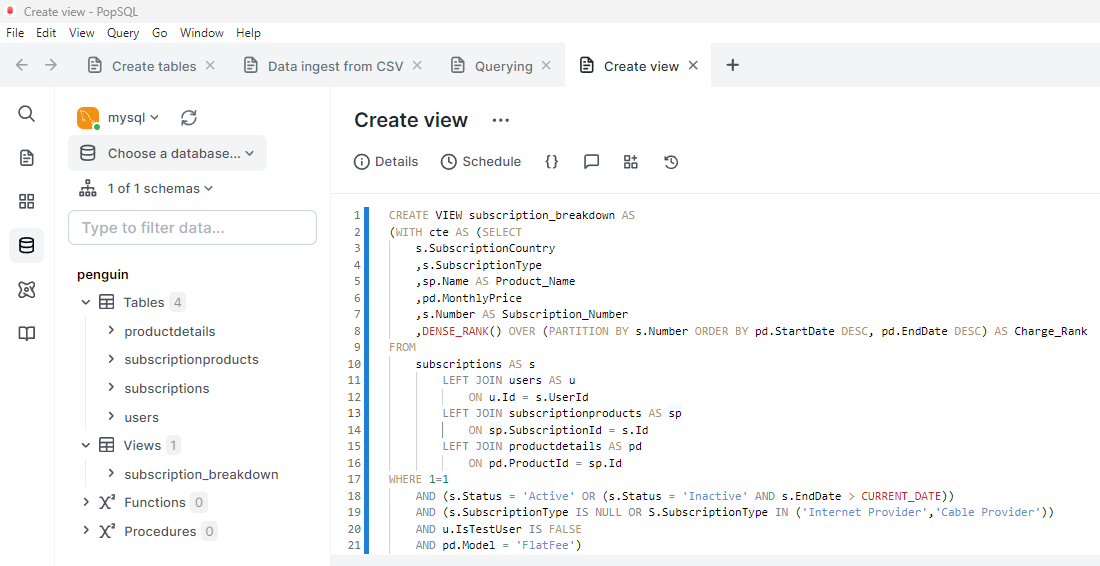 Create view - PopSQL
File Edit View Query Go Window Help
Create tables
Data ingest from CSV
Querying
Create view
mysql
Choose a database...
1 of 1 schemas
Type to filter data...
penguin
Tables 4
productdetails
subscriptionproducts
subscriptions
users
Views 1
subscription_breakdown
Functions 0
Procedures 0
Create view
Details
Schedule
1 CREATE VIEW subscription_breakdown AS
2 (WITH cte AS (SELECT
3 s.SubscriptionCountry
4 ,s.SubscriptionType
5 ,sp.Name AS Product_Name
6 ,pd.MonthlyPrice
7 ,s.Number AS Subscription_Number
8 ,DENSE_RANK() OVER (PARTITION BY s.Number ORDER BY pd.StartDate DESC, pd.EndDate DESC) AS Charge_Rank
9 FROM
10 subscriptions AS s
11 LEFT JOIN users AS u
12 ON u.Id = s.UserId
13 LEFT JOIN subscriptionproducts AS sp
14 ON sp.SubscriptionId = s.Id
15 LEFT JOIN productdetails AS pd
16 ON pd.ProductId = sp.Id
17 WHERE 1=1
18 AND (s.Status = 'Active' OR (s.Status = 'Inactive' AND s.EndDate > CURRENT_DATE))
19 AND (s.SubscriptionType IS NULL OR S.SubscriptionType IN ('Internet Provider','Cable Provider'))
20 AND u.IsTestUser IS FALSE
21 AND pd.Model = 'FlatFee')